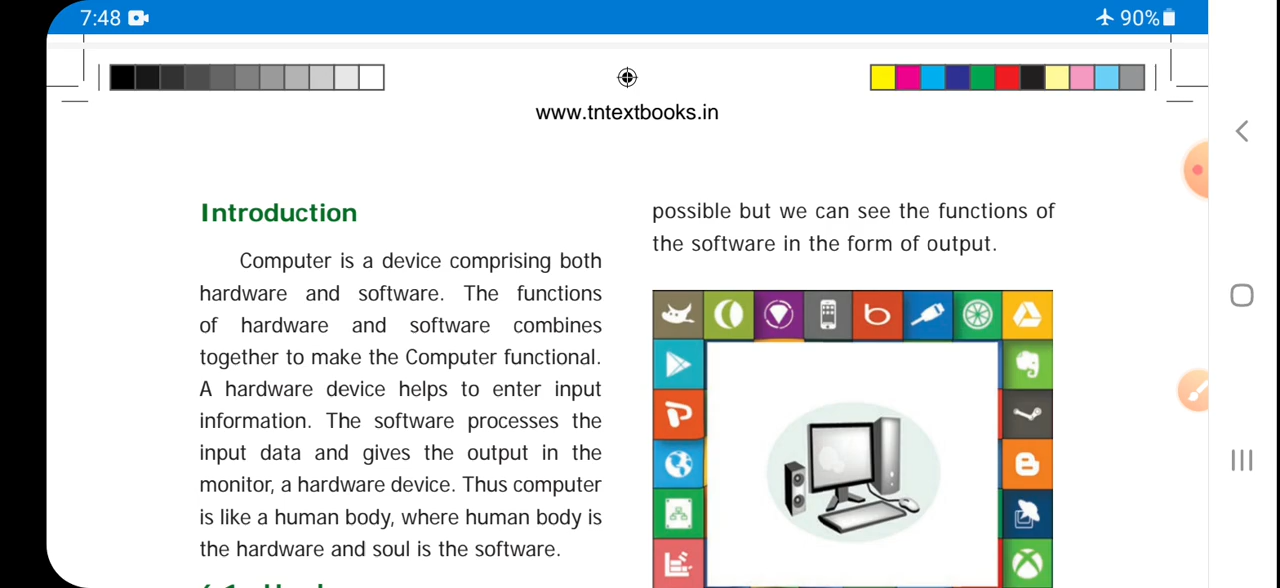 7:48
90%
www.tntextbooks.in
Introduction
Computer is a device comprising both
hardware and software. The functions
of hardware and software combines
together to make the Computer functional.
A hardware device helps to enter input
information. The software processes the
input data and gives the output in the
monitor, a hardware device. Thus computer
is like a human body, where human body is
the hardware and soul is the software.
possible but we can see the functions of
the software in the form of output.